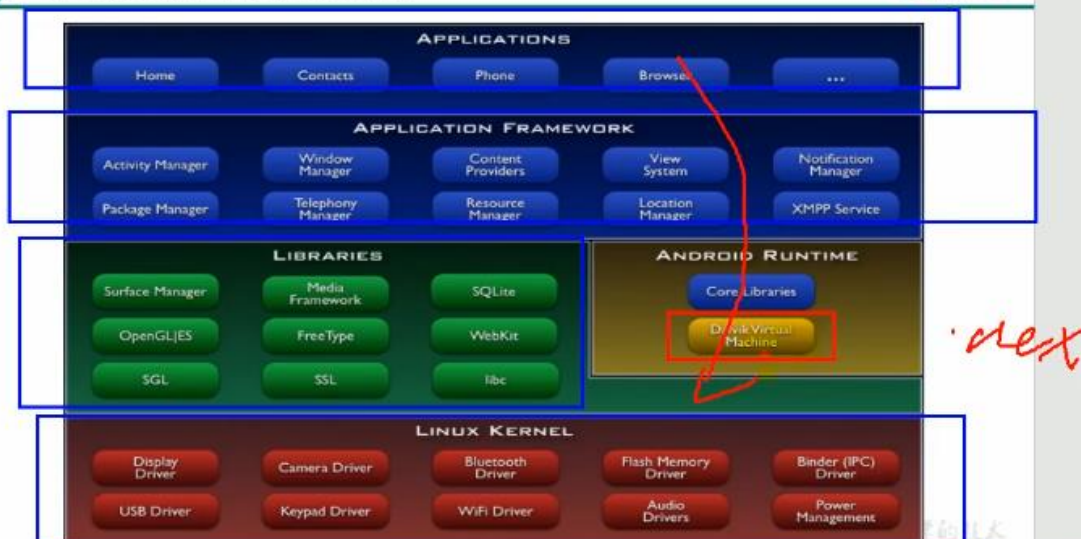 APPLICATIONS
Home Contacts Phone Browser ...
APPLICATION FRAMEWORK
Activity Manager Window Manager Content Providers View System Notification Manager
Package Manager Telephony Manager Resource Manager Location Manager XMPP Service
LIBRARIES
Surface Manager Media Framework SQLite
OpenGL|ES FreeType WebKit
SGL SSL libc
ANDROID RUNTIME
Core Libraries
Dalvik Virtual Machine
.dex
LINUX KERNEL
Display Driver Camera Driver Bluetooth Driver Flash Memory Driver Binder (IPC) Driver
USB Driver Keypad Driver WiFi Driver Audio Drivers Power Management